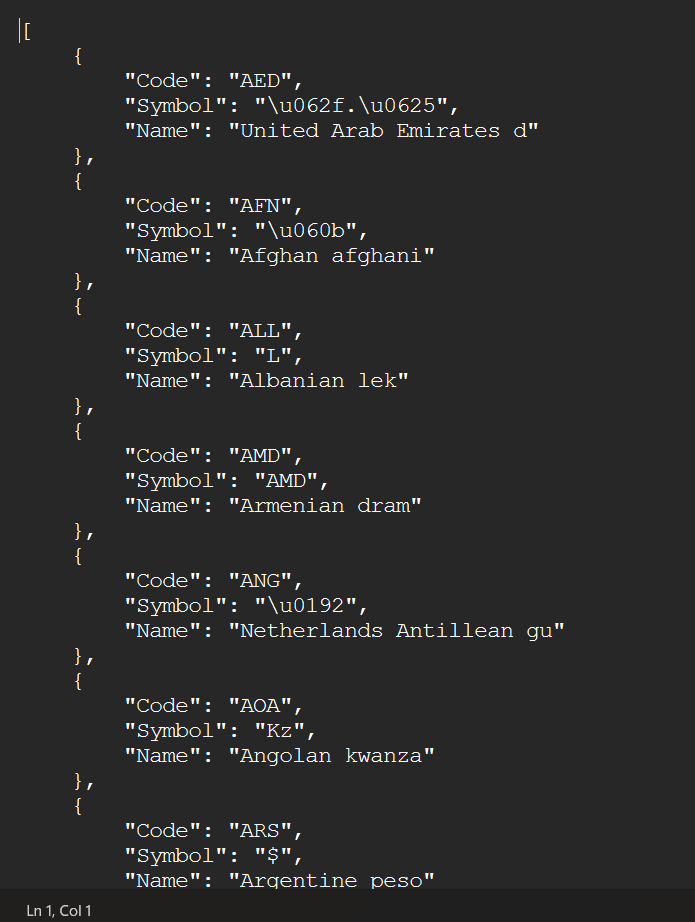 [
{
"Code": "AED",
"Symbol": "\u062f.\u0625",
"Name": "United Arab Emirates d"
},
{
"Code": "AFN",
"Symbol": "\u060b",
"Name": "Afghan afghani"
},
{
"Code": "ALL",
"Symbol": "L",
"Name": "Albanian lek"
},
{
"Code": "AMD",
"Symbol": "AMD",
"Name": "Armenian dram"
},
{
"Code": "ANG",
"Symbol": "\u0192",
"Name": "Netherlands Antillean gu"
},
{
"Code": "AOA",
"Symbol": "Kz",
"Name": "Angolan kwanza"
},
{
"Code": "ARS",
"Symbol": "$",
"Name": "Argentine peso"
Ln 1, Col 1